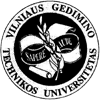 VILNIAUS GEDIMINO
TECHNIKOS UNIVERSITETAS
SAPERE AUDE